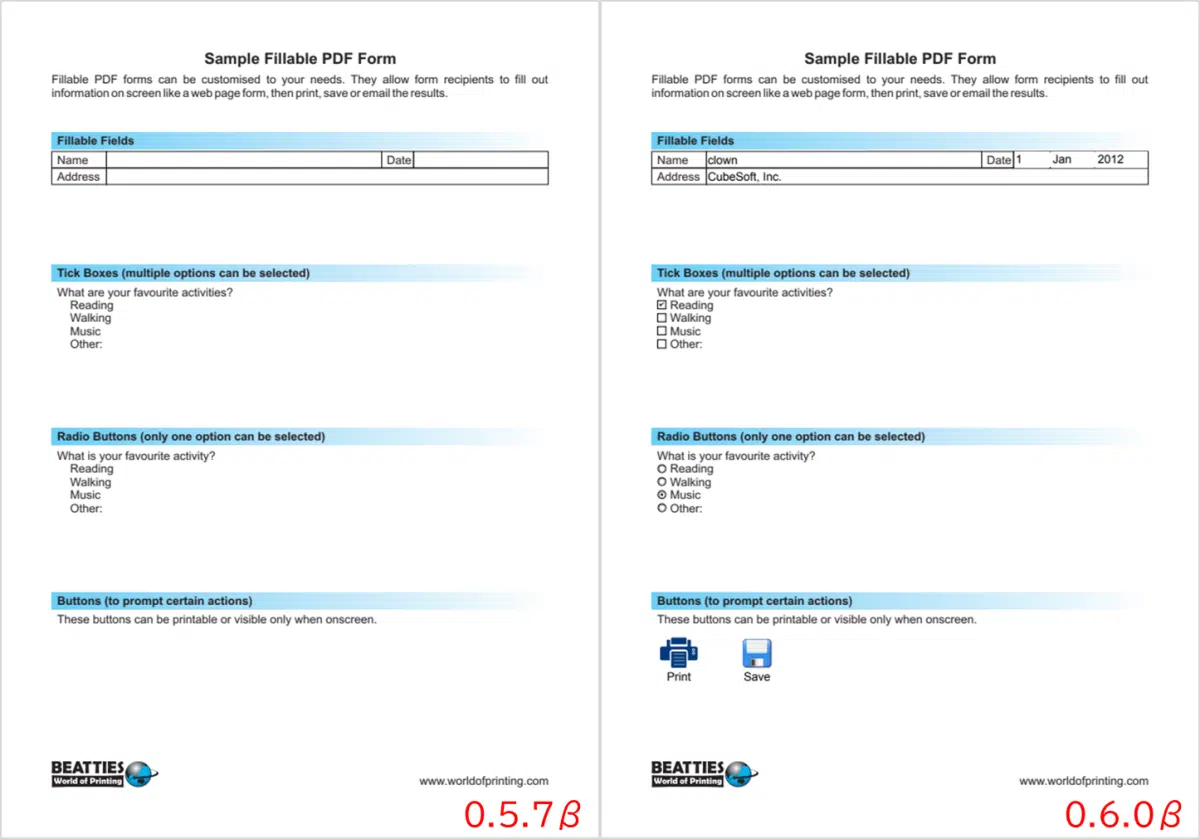 Sample Fillable PDF Form
Fillable PDF forms can be customised to your needs. They allow form recipients to fill out
information on screen like a web page form, then print, save or email the results.
Fillable Fields
Name Date
Address
Tick Boxes (multiple options can be selected)
What are your favourite activities?
Reading
Walking
Music
Other:
Radio Buttons (only one option can be selected)
What is your favourite activity?
Reading
Walking
Music
Other:
Buttons (to prompt certain actions)
These buttons can be printable or visible only when onscreen.
BEATTIES
World of Printing
www.worldofprinting.com
0.5.7β
Sample Fillable PDF Form
Fillable PDF forms can be customised to your needs. They allow form recipients to fill out
information on screen like a web page form, then print, save or email the results.
Fillable Fields
Name clown Date 1 Jan 2012
Address CubeSoft, Inc.
Tick Boxes (multiple options can be selected)
What are your favourite activities?
Reading
Walking
Music
Other:
Radio Buttons (only one option can be selected)
What is your favourite activity?
Reading
Walking
Music
Other:
Buttons (to prompt certain actions)
These buttons can be printable or visible only when onscreen.
Print Save
BEATTIES
World of Printing
www.worldofprinting.com
0.6.0β